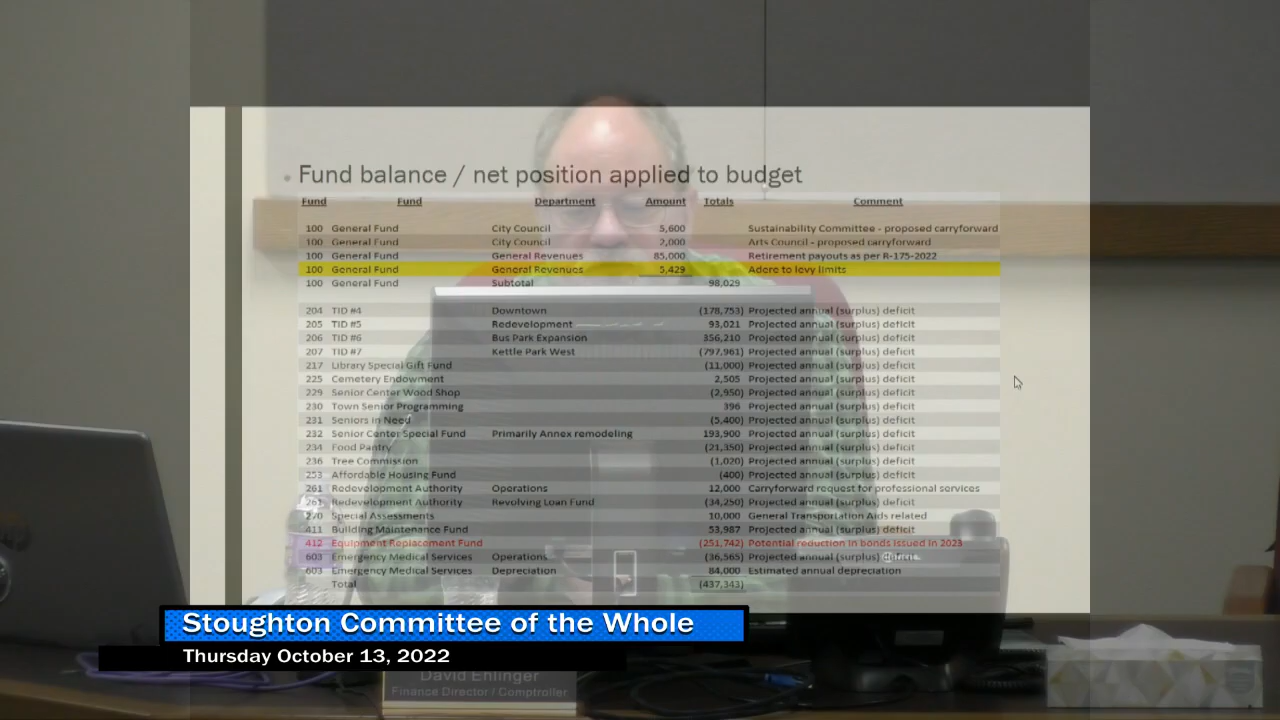 • Fund balance / net position applied to budget
Fund Fund Department Amount Totals Comment
100 General Fund City Council 5,600 Sustainability Committee - proposed carryforward
100 General Fund City Council 2,000 Arts Council - proposed carryforward
100 General Fund General Revenues 85,000 Retirement payouts as per R-175-2022
100 General Fund General Revenues 5,429 Adere to levy limits
100 General Fund Subtotal 98,029
204 TID #4 Downtown (178,753) Projected annual (surplus) deficit
205 TID #5 Redevelopment 93,021 Projected annual (surplus) deficit
206 TID #6 Bus Park Expansion 356,210 Projected annual (surplus) deficit
207 TID #7 Kettle Park West (797,961) Projected annual (surplus) deficit
217 Library Special Gift Fund (11,000) Projected annual (surplus) deficit
225 Cemetery Endowment 2,505 Projected annual (surplus) deficit
229 Senior Center Wood Shop (2,950) Projected annual (surplus) deficit
230 Town Senior Programming 396 Projected annual (surplus) deficit
231 Seniors in Need (5,400) Projected annual (surplus) deficit
232 Senior Center Special Fund Primarily Annex remodeling 193,900 Projected annual (surplus) deficit
234 Food Pantry (21,350) Projected annual (surplus) deficit
236 Tree Commission (1,020) Projected annual (surplus) deficit
253 Affordable Housing Fund (400) Projected annual (surplus) deficit
261 Redevelopment Authority Operations 12,000 Carryforward request for professional services
261 Redevelopment Authority Revolving Loan Fund (34,250) Projected annual (surplus) deficit
270 Special Assessments 10,000 General Transportation Aids related
411 Building Maintenance Fund 53,987 Projected annual (surplus) deficit
412 Equipment Replacement Fund (251,742) Potential reduction in bonds issued in 2023
603 Emergency Medical Services Operations (36,565) Projected annual (surplus) deficit
603 Emergency Medical Services Depreciation 84,000 Estimated annual depreciation
Total (437,343)
Stoughton Committee of the Whole
Thursday October 13, 2022
David Ehlinger
Finance Director / Comptroller